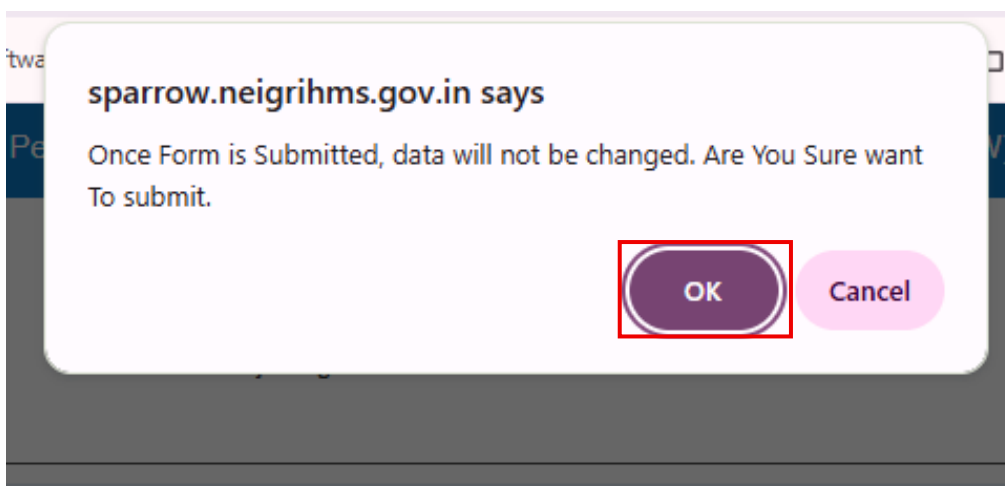 sparrow.neigrihms.gov.in says
Once Form is Submitted, data will not be changed. Are You Sure want
To submit.
OK Cancel